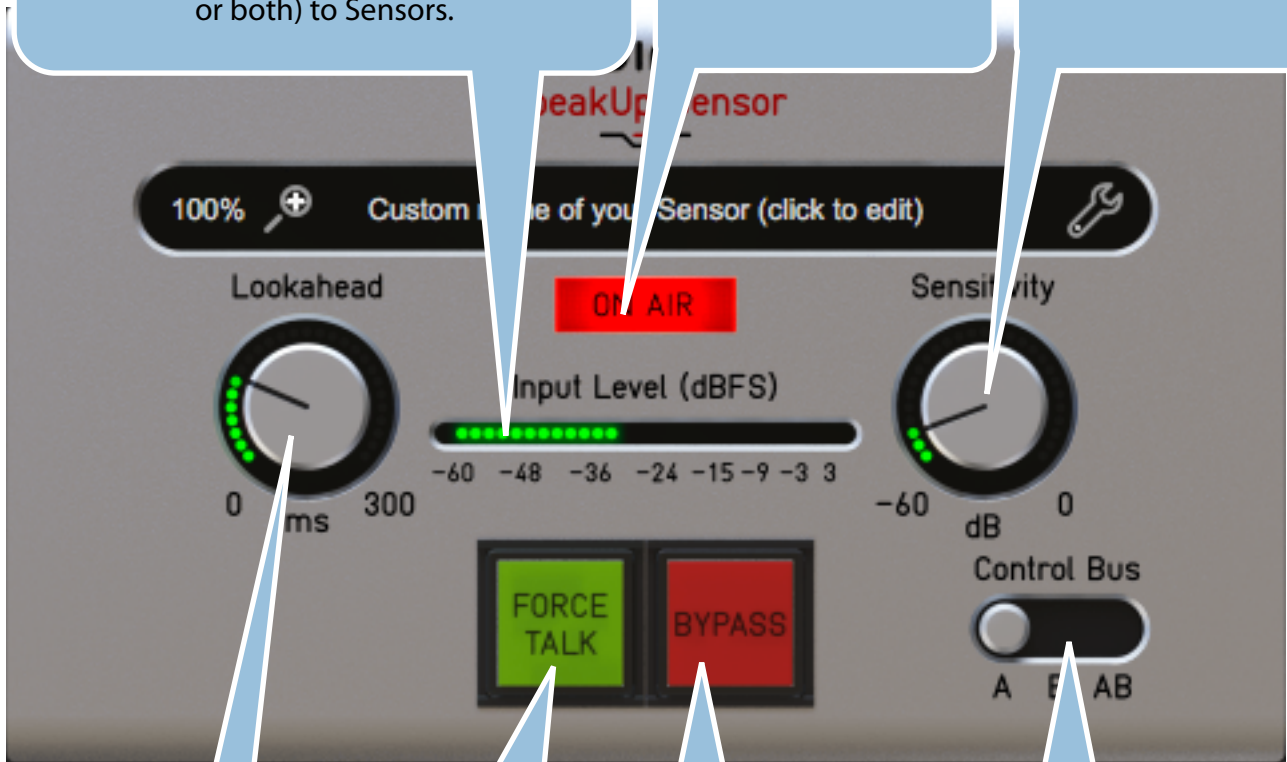 or both) to Sensors.
100% Custom of Sensor (click to edit)
Lookahead
ON AIR
Sensitivity
Input Level (dBFS)
-60 -48 -36 -24 -15 -9 -3 3
0 ms 300
-60 dB 0
FORCE
TALK
BYPASS
Control Bus
A AB